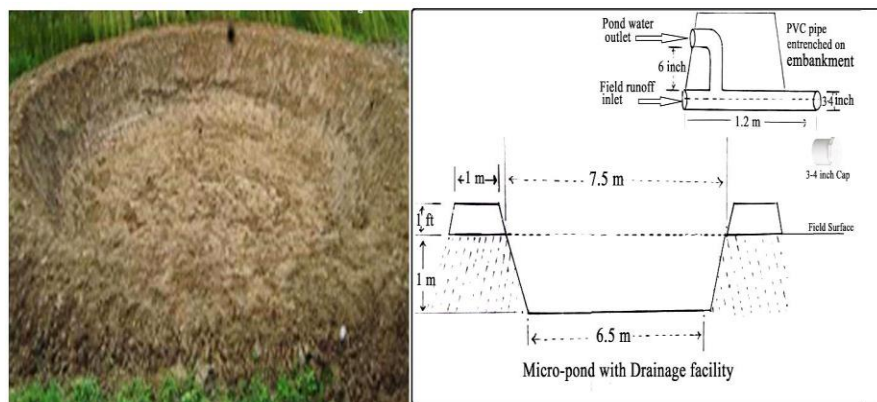 Pond water
outlet
PVC pipe
entrenched on
embankment
6 inch
Field runoff
inlet
3-4 inch
1.2 m
3-4 inch Cap
1 m
7.5 m
1 ft
Field Surface
1 m
6.5 m
Micro-pond with Drainage facility